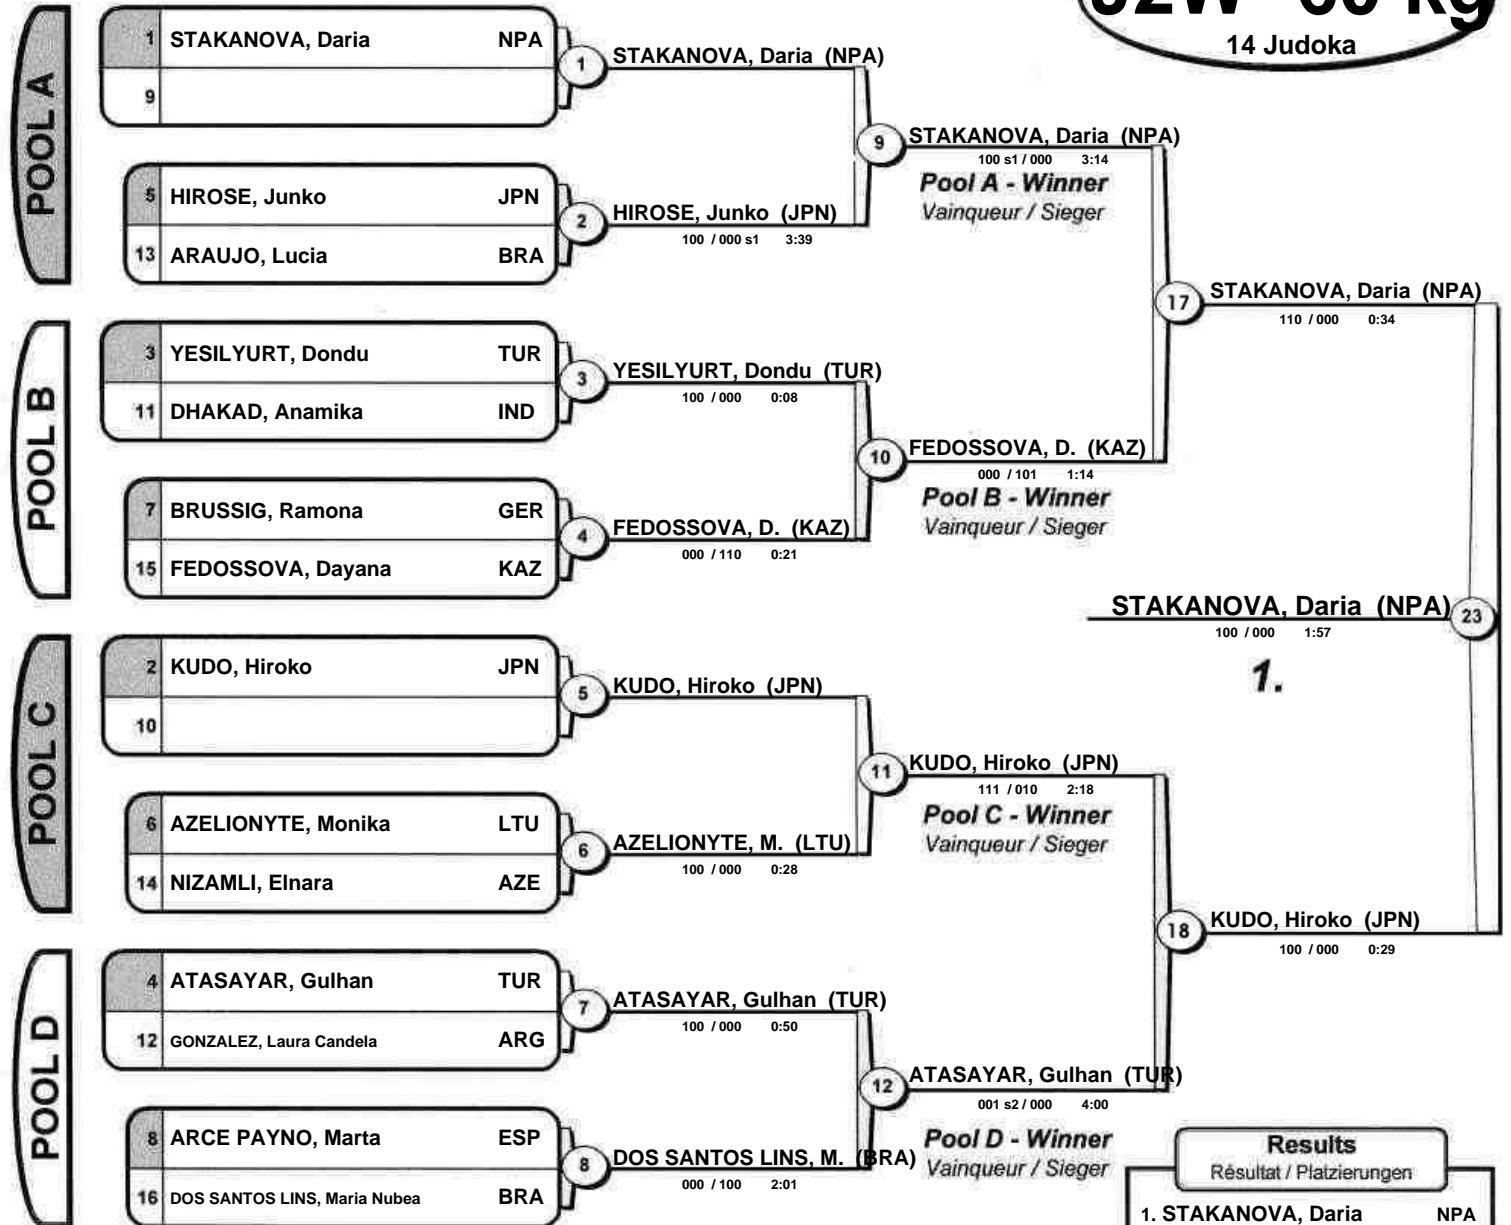 14 Judoka
POOL A
1 STAKANOVA, Daria NPA
9
1 STAKANOVA, Daria (NPA)
5 HIROSE, Junko JPN
13 ARAUJO, Lucia BRA
2 HIROSE, Junko (JPN)
100 / 000 s1 3:39
9 STAKANOVA, Daria (NPA)
100 s1 / 000 3:14
Pool A - Winner
Vainqueur / Sieger
POOL B
3 YESILYURT, Dondu TUR
11 DHAKAD, Anamika IND
3 YESILYURT, Dondu (TUR)
100 / 000 0:08
7 BRUSSIG, Ramona GER
15 FEDOSSOVA, Dayana KAZ
4 FEDOSSOVA, D. (KAZ)
000 / 110 0:21
10 FEDOSSOVA, D. (KAZ)
000 / 101 1:14
Pool B - Winner
Vainqueur / Sieger
17 STAKANOVA, Daria (NPA)
110 / 000 0:34
STAKANOVA, Daria (NPA) 23
100 / 000 1:57
1.
POOL C
2 KUDO, Hiroko JPN
10
5 KUDO, Hiroko (JPN)
6 AZELIONYTE, Monika LTU
14 NIZAMLI, Elnara AZE
6 AZELIONYTE, M. (LTU)
100 / 000 0:28
11 KUDO, Hiroko (JPN)
111 / 010 2:18
Pool C - Winner
Vainqueur / Sieger
POOL D
4 ATASAYAR, Gulhan TUR
12 GONZALEZ, Laura Candela ARG
7 ATASAYAR, Gulhan (TUR)
100 / 000 0:50
8 ARCE PAYNO, Marta ESP
16 DOS SANTOS LINS, Maria Nubea BRA
8 DOS SANTOS LINS, M. (BRA)
000 / 100 2:01
12 ATASAYAR, Gulhan (TUR)
001 s2 / 000 4:00
Pool D - Winner
Vainqueur / Sieger
18 KUDO, Hiroko (JPN)
100 / 000 0:29
Results
Résultat / Platzierungen
1. STAKANOVA, Daria NPA